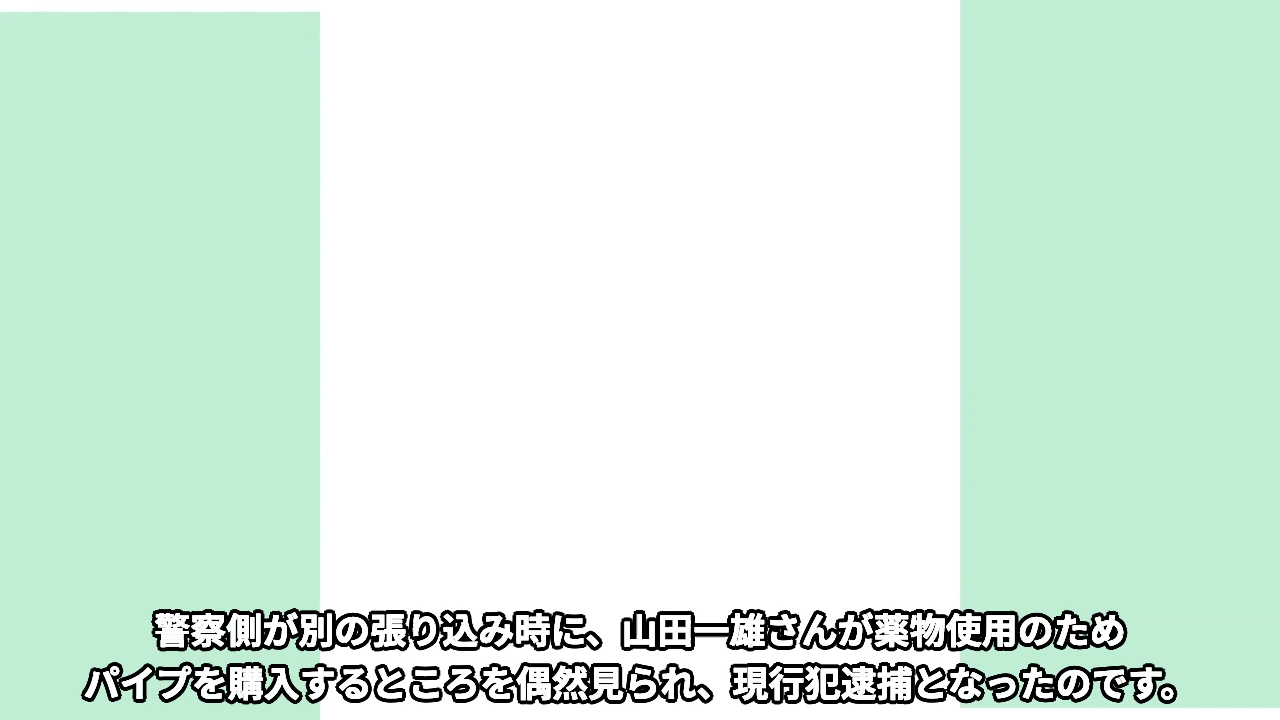 警察側が別の張り込み時に、山田一雄さんが薬物使用のため
パイプを購入するところを偶然見られ、現行犯逮捕となったのです。